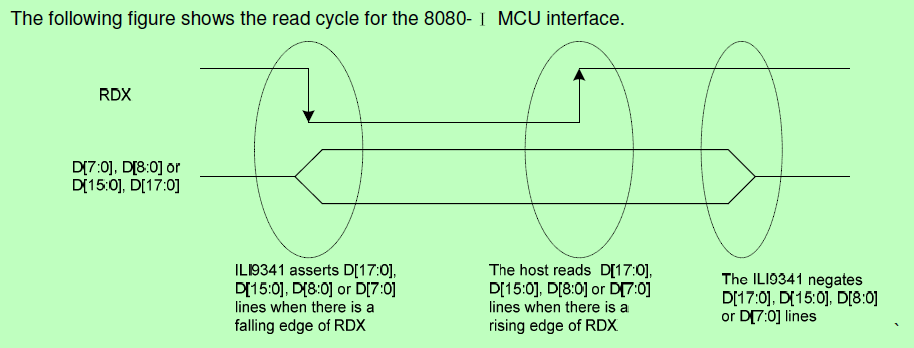 The following figure shows the read cycle for the 8080- Ⅰ MCU interface.
RDX
D[7:0], D[8:0] or
D[15:0], D[17:0]
ILI9341 asserts D[17:0],
D[15:0], D[8:0] or D[7:0]
lines when there is a
falling edge of RDX
The host reads D[17:0],
D[15:0], D[8:0] or D[7:0]
lines when there is a
rising edge of RDX
The ILI9341 negates
D[17:0], D[15:0], D[8:0]
or D[7:0] lines